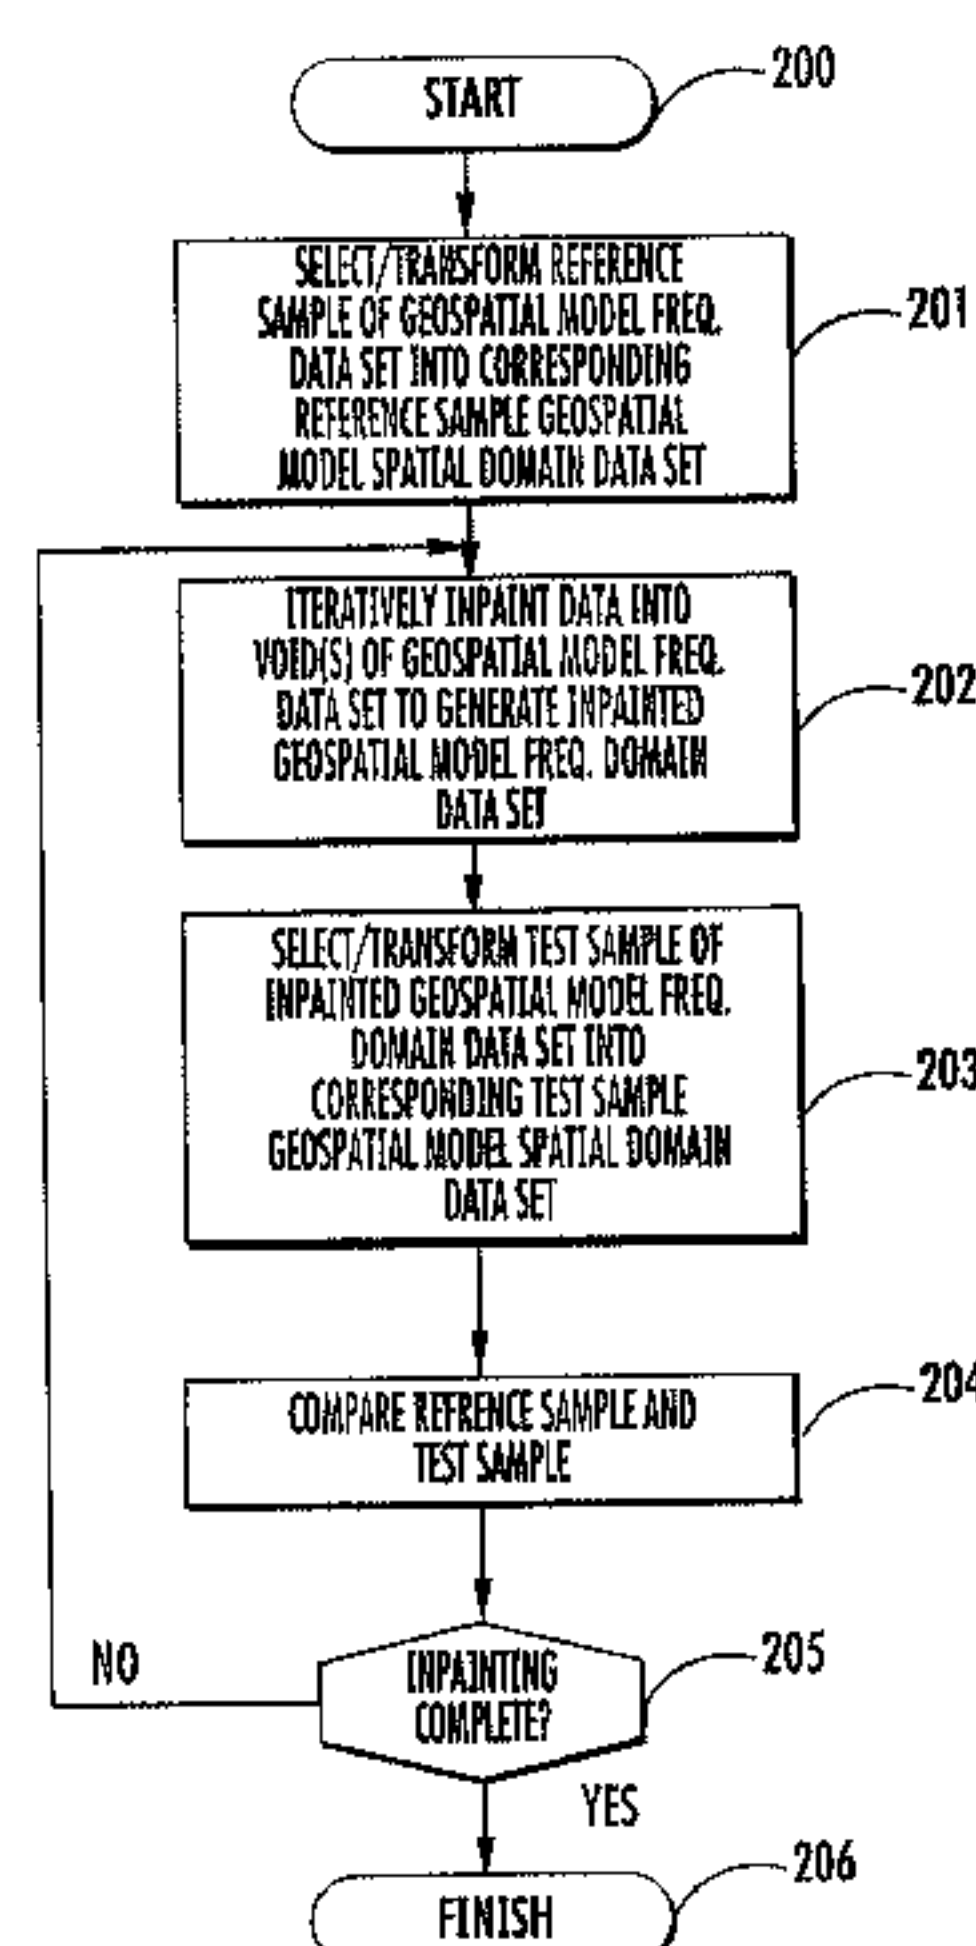 START
200
SELECT/TRANSFORM REFERENCE
SAMPLE OF GEOSPATIAL MODEL FREQ.
DATA SET INTO CORRESPONDING
REFERENCE SAMPLE GEOSPATIAL
MODEL SPATIAL DOMAIN DATA SET
201
ITERATIVELY INPAINT DATA INTO
VOID(S) OF GEOSPATIAL MODEL FREQ.
DATA SET TO GENERATE INPAINTED
GEOSPATIAL MODEL FREQ. DOMAIN
DATA SET
202
SELECT/TRANSFORM TEST SAMPLE OF
INPAINTED GEOSPATIAL MODEL FREQ.
DOMAIN DATA SET INTO
CORRESPONDING TEST SAMPLE
GEOSPATIAL MODEL SPATIAL DOMAIN
DATA SET
203
COMPARE REFRENCE SAMPLE AND
TEST SAMPLE
204
INPAINTING
COMPLETE?
205
NO
YES
FINISH
206